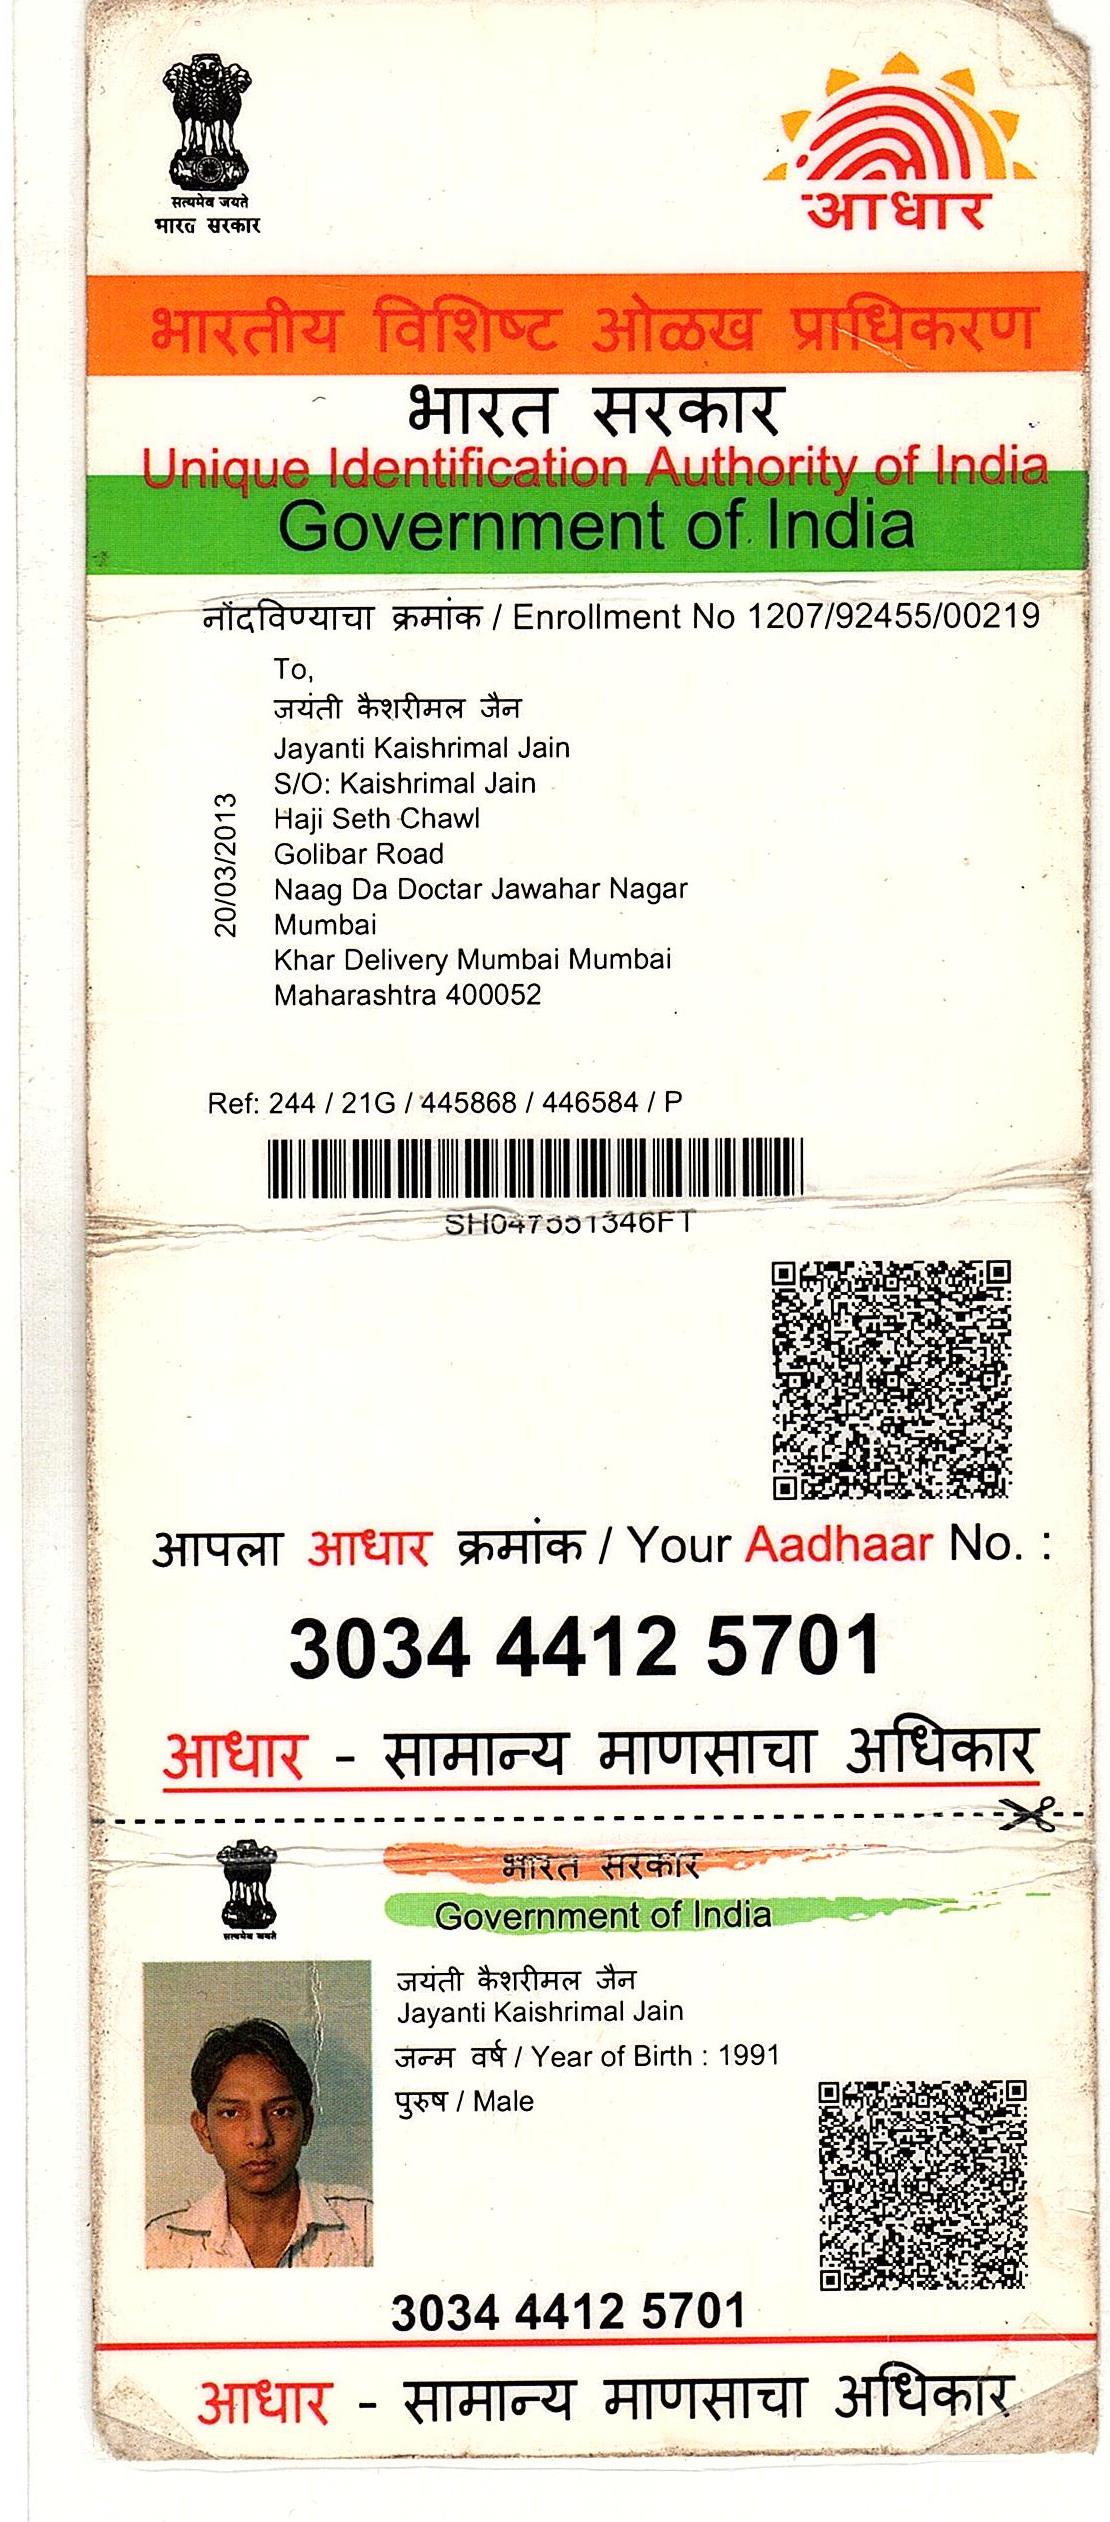 सत्यमेव जयते
भारत सरकार
आधार
भारतीय विशिष्ट ओळख प्राधिकरण
भारत सरकार
Unique Identification Authority of India
Government of India
नोंदविण्याचा क्रमांक / Enrollment No 1207/92455/00219
To,
जयंती कैशरीमल जैन
Jayanti Kaishrimal Jain
S/O: Kaishrimal Jain
Haji Seth Chawl
Golibar Road
Naag Da Doctar Jawahar Nagar
Mumbai
Khar Delivery Mumbai Mumbai
Maharashtra 400052
20/03/2013
Ref: 244 / 21G / 445868 / 446584 / P
आपला आधार क्रमांक / Your Aadhaar No. :
3034 4412 5701
आधार - सामान्य माणसाचा अधिकार
सत्यमेव जयते
भारत सरकार
Government of India
जयंती कैशरीमल जैन
Jayanti Kaishrimal Jain
जन्म वर्ष / Year of Birth : 1991
पुरुष / Male
3034 4412 5701
आधार - सामान्य माणसाचा अधिकार